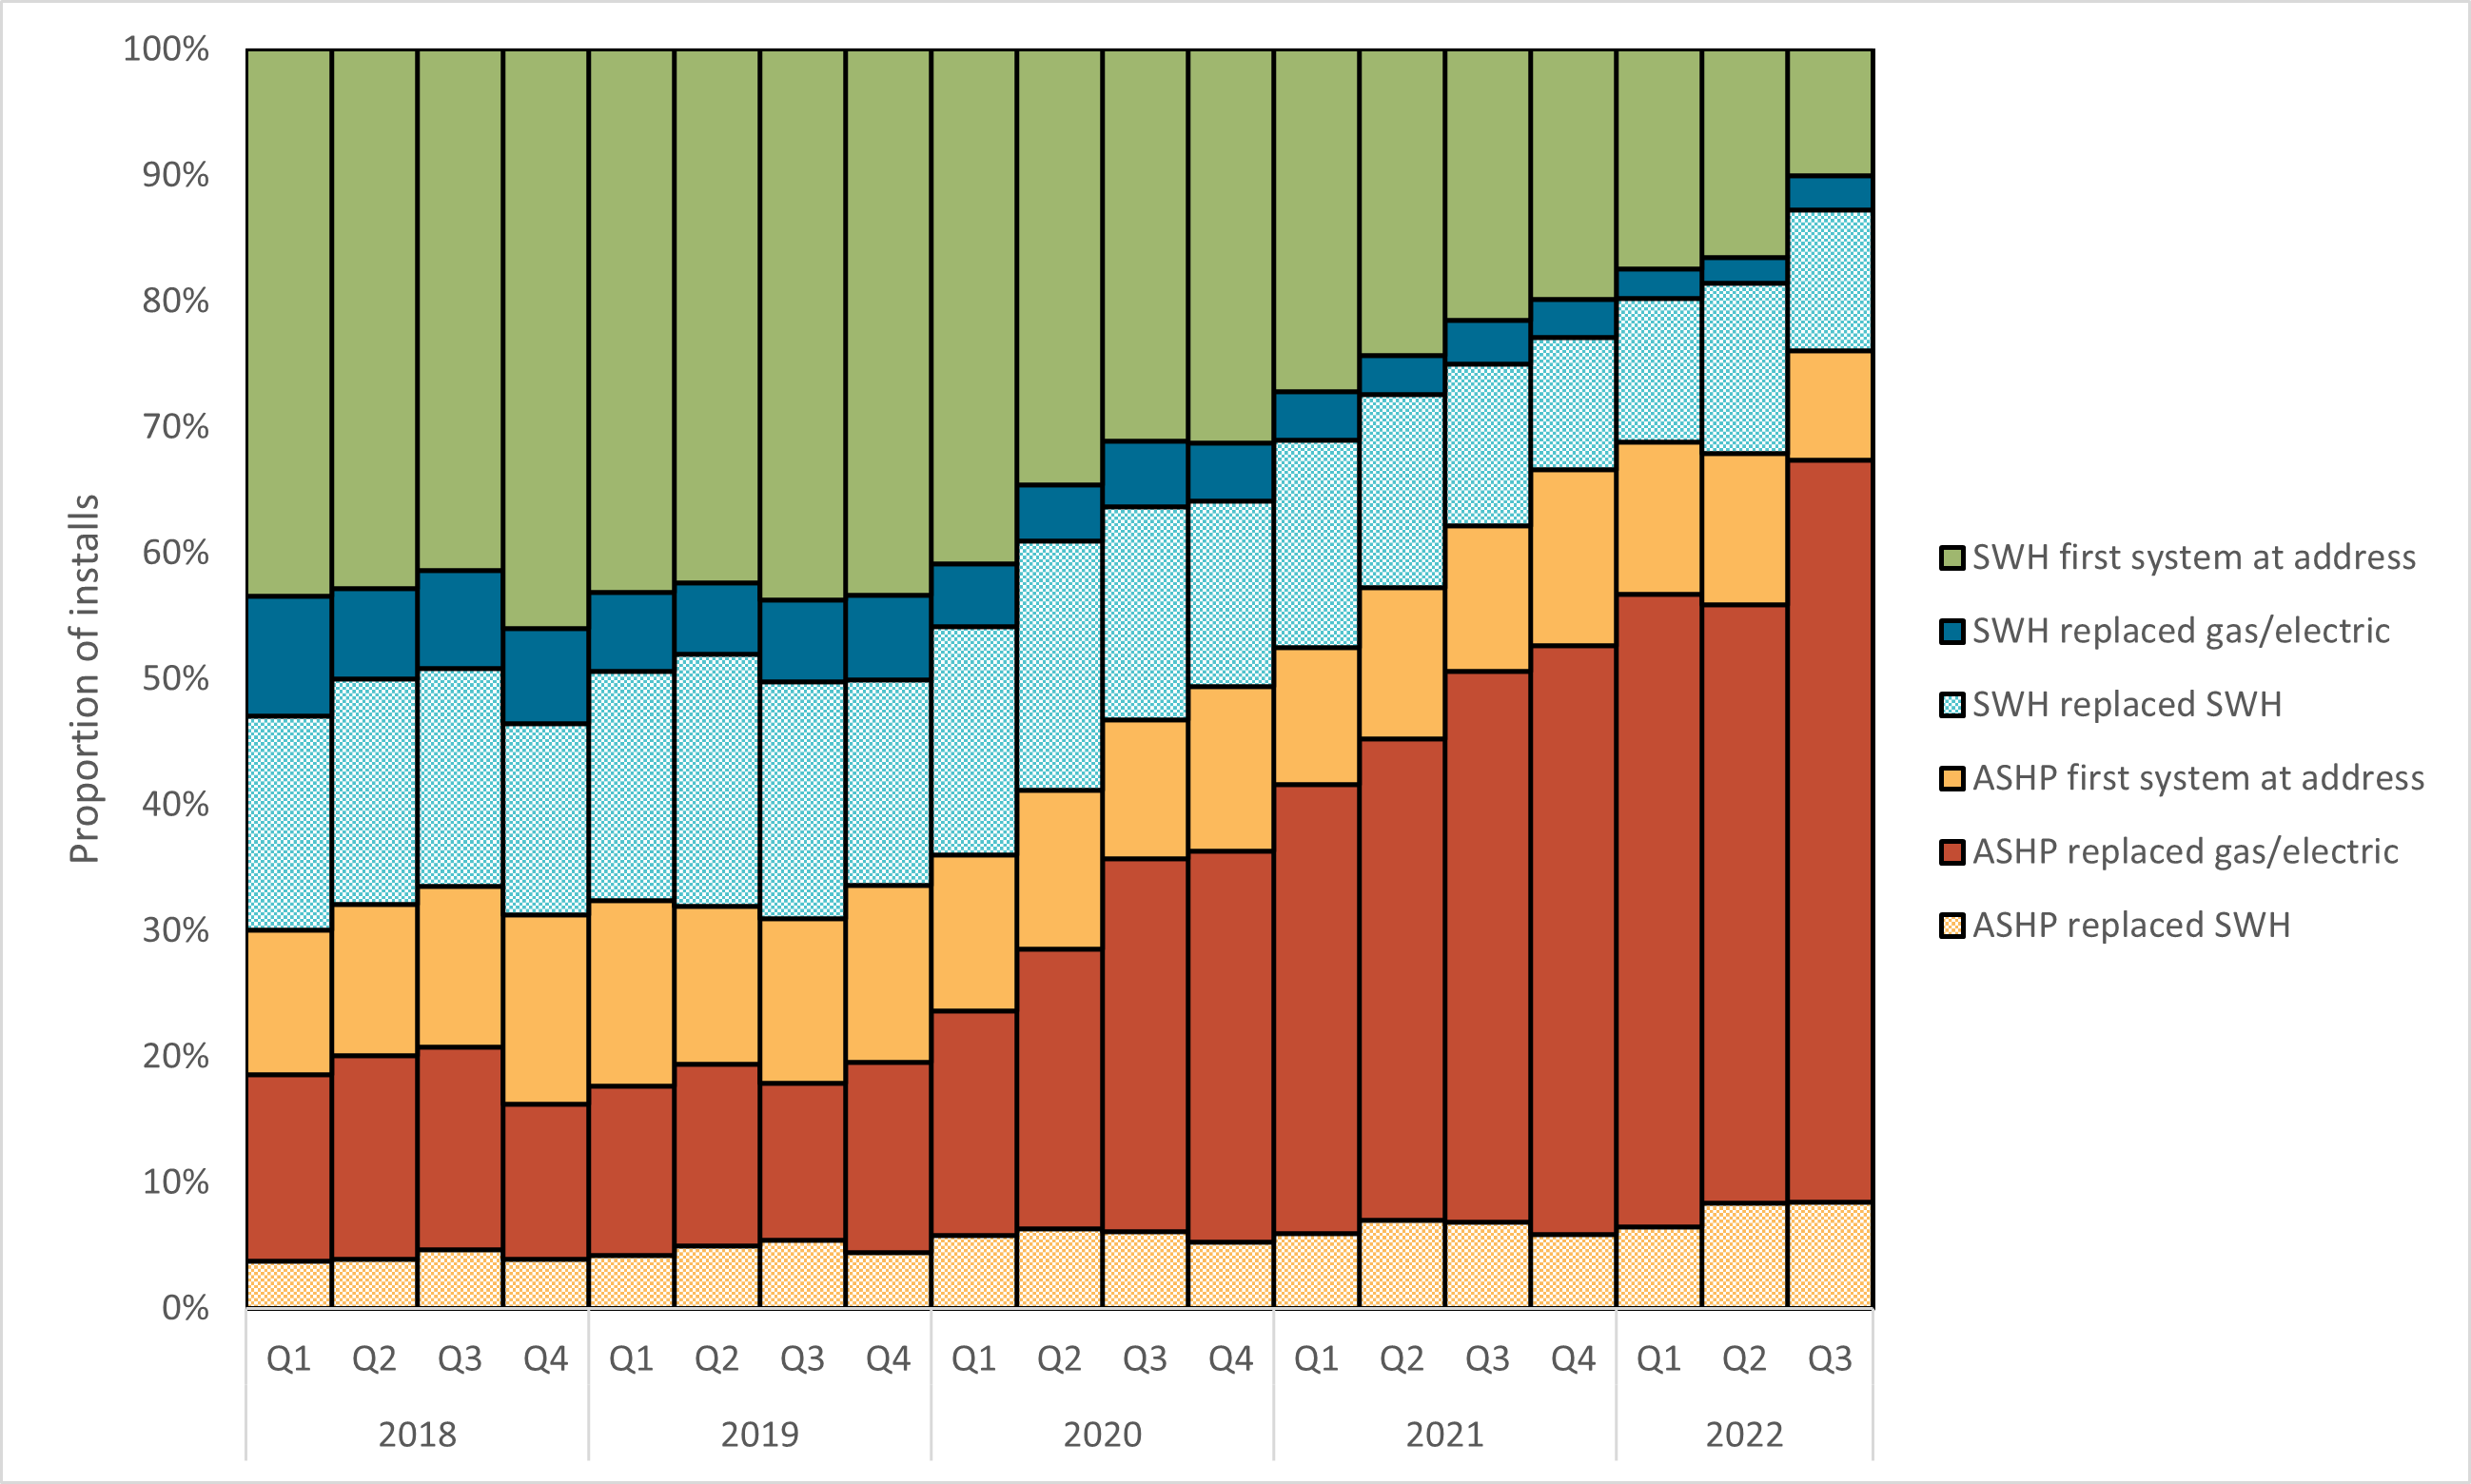 100%
90%
80%
70%
60%
50%
40%
30%
20%
10%
0%
Proportion of installs
SWH first system at address
SWH replaced gas/electric
SWH replaced SWH
ASHP first system at address
ASHP replaced gas/electric
ASHP replaced SWH
Q1 Q2 Q3 Q4 Q1 Q2 Q3 Q4 Q1 Q2 Q3 Q4 Q1 Q2 Q3 Q4 Q1 Q2 Q3
2018 2019 2020 2021 2022